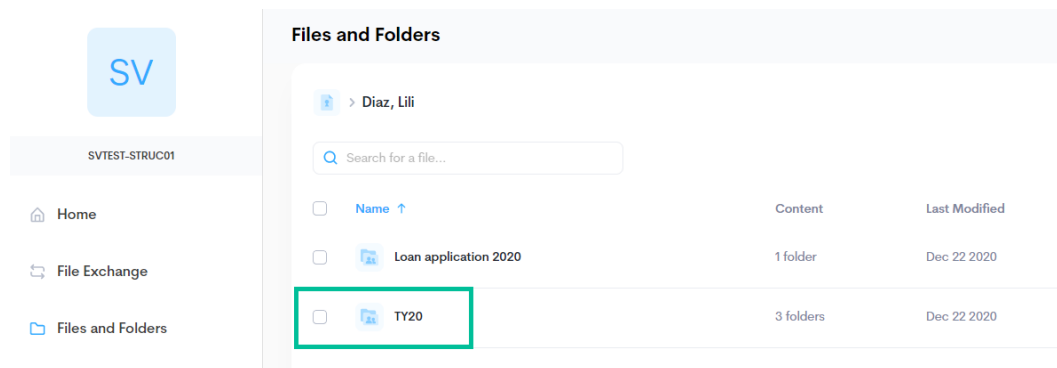 SV
SVTEST-STRUC01
Home
File Exchange
Files and Folders
Files and Folders
> Diaz, Lili
Search for a file...
Name ↑ Content Last Modified
Loan application 2020 1 folder Dec 22 2020
TY20 3 folders Dec 22 2020